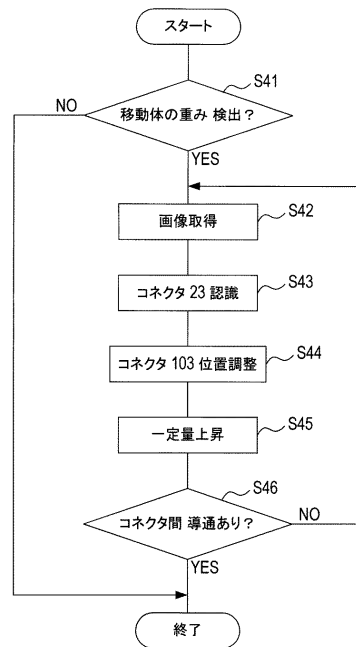 スタート
S41
移動体の重み 検出?
NO
YES
S42
画像取得
S43
コネクタ 23 認識
S44
コネクタ 103 位置調整
S45
一定量上昇
S46
コネクタ間 導通あり?
NO
YES
終了